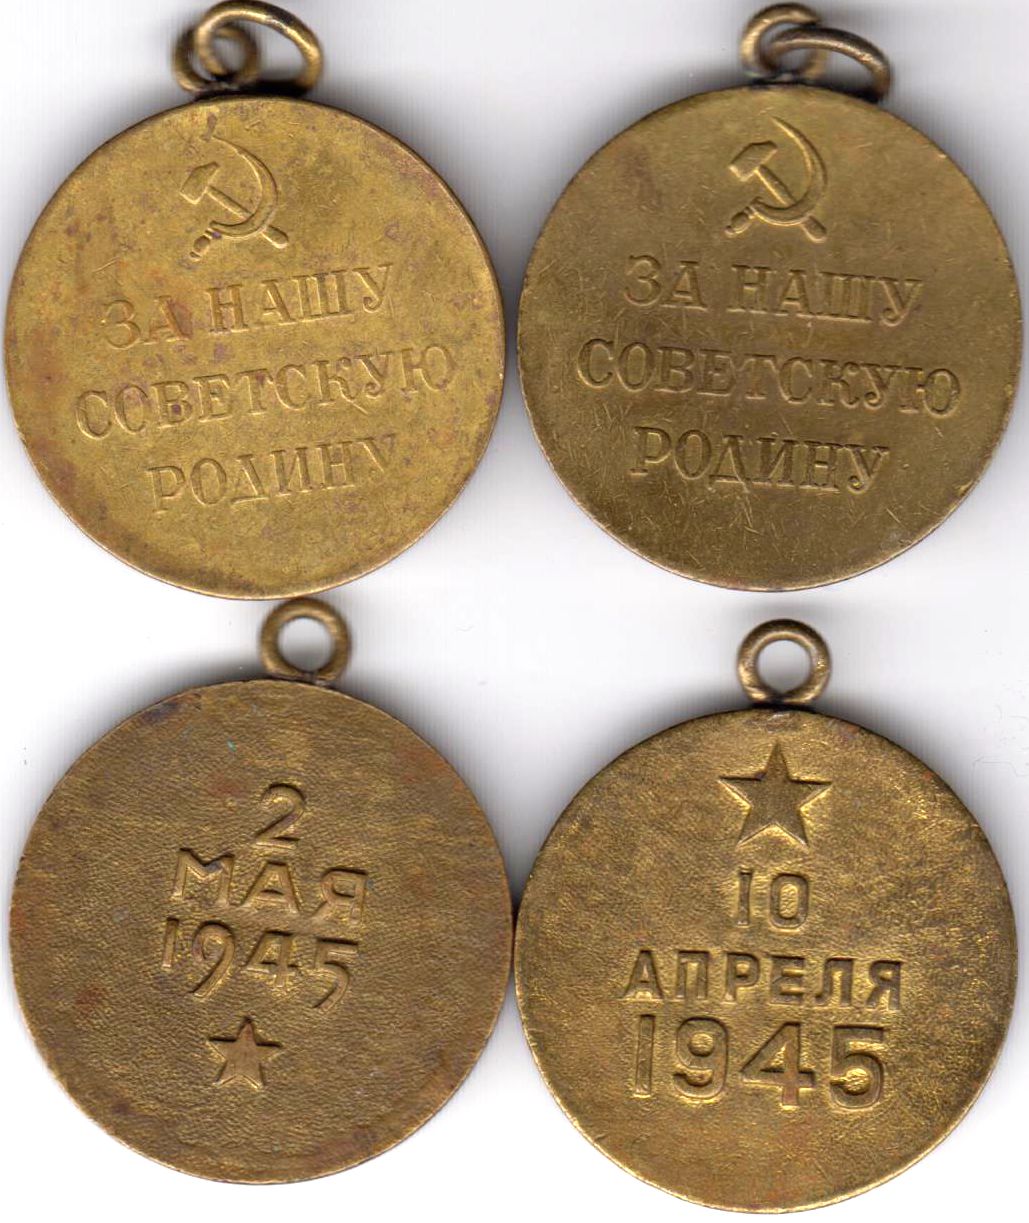 ЗА НАШУ
СОВЕТСКУЮ
РОДИНУ
ЗА НАШУ
СОВЕТСКУЮ
РОДИНУ
2
МАЯ
1945
10
АПРЕЛЯ
1945